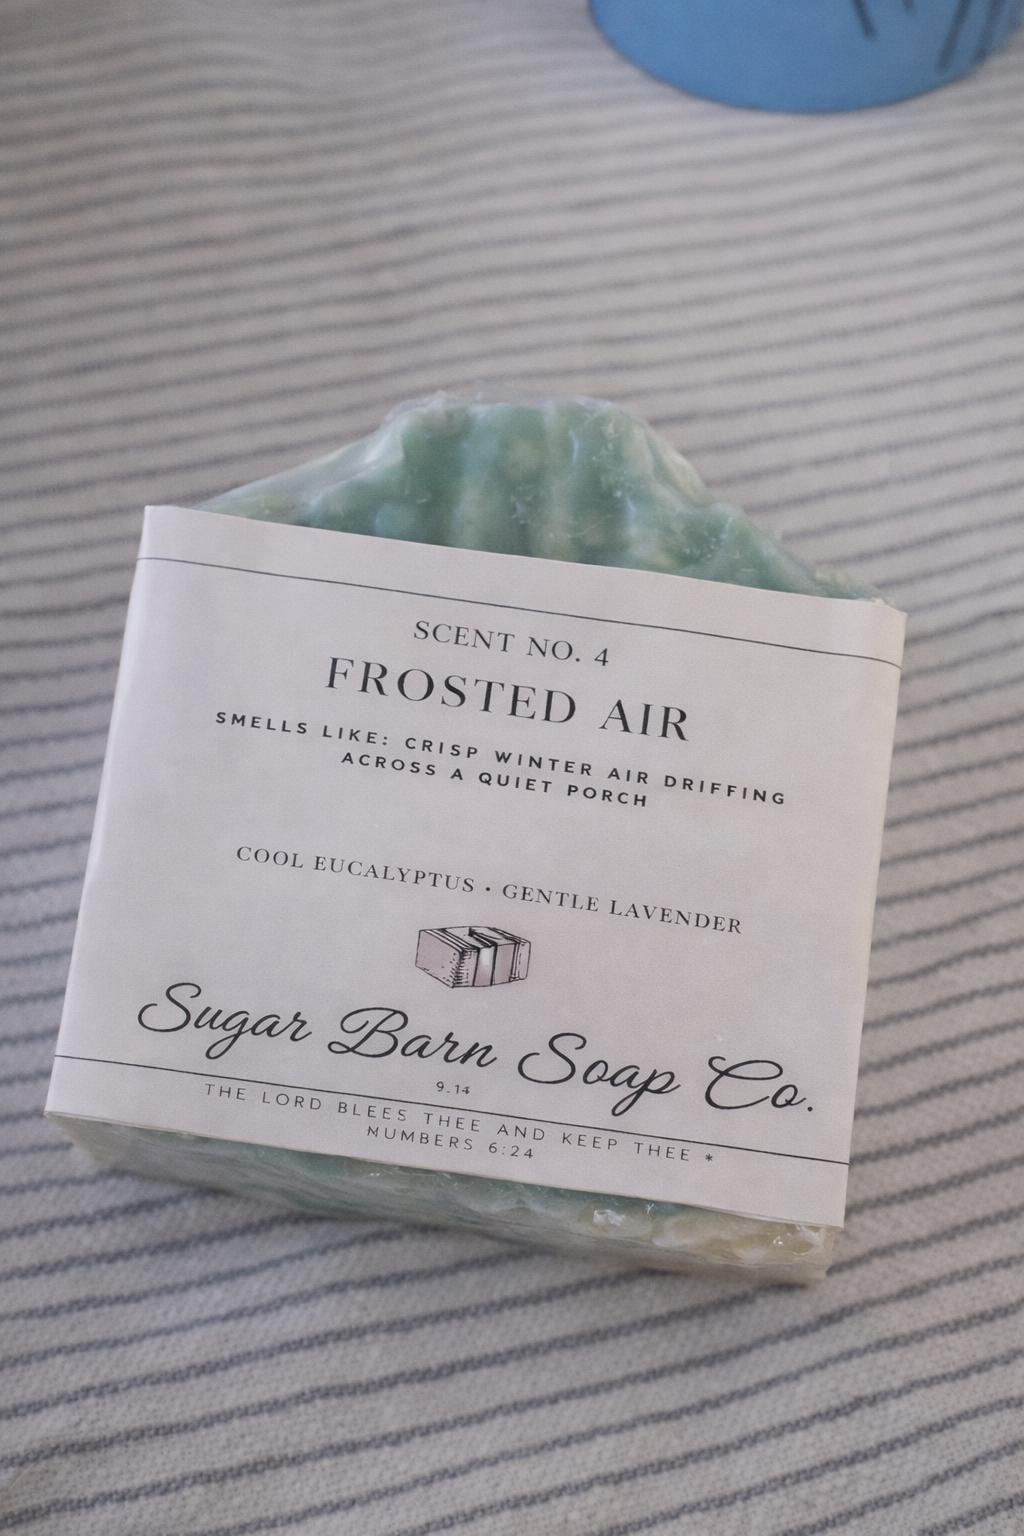 SCENT NO. 4
FROSTED AIR
SMELLS LIKE: CRISP WINTER AIR DRIFFING
ACROSS A QUIET PORCH
COOL EUCALYPTUS • GENTLE LAVENDER
Sugar Barn Soap Co.
9.14
THE LORD BLEES THEE AND KEEP THEE *
NUMBERS 6:24